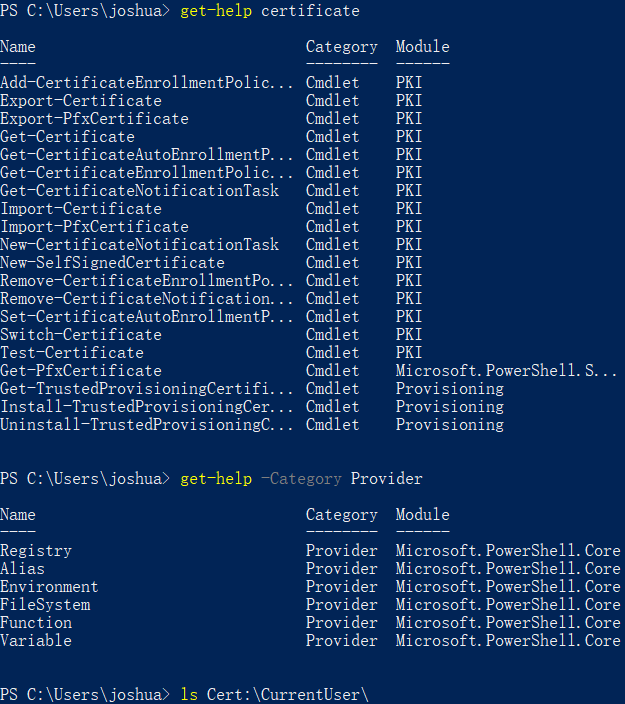 PS C:\Users\joshua> get-help certificate
Name Category Module
---- -------- ------
Add-CertificateEnrollmentPolic... Cmdlet PKI
Export-Certificate Cmdlet PKI
Export-PfxCertificate Cmdlet PKI
Get-Certificate Cmdlet PKI
Get-CertificateAutoEnrollmentP... Cmdlet PKI
Get-CertificateEnrollmentPolic... Cmdlet PKI
Get-CertificateNotificationTask Cmdlet PKI
Import-Certificate Cmdlet PKI
Import-PfxCertificate Cmdlet PKI
New-CertificateNotificationTask Cmdlet PKI
New-SelfSignedCertificate Cmdlet PKI
Remove-CertificateEnrollmentPo... Cmdlet PKI
Remove-CertificateNotification... Cmdlet PKI
Set-CertificateAutoEnrollmentP... Cmdlet PKI
Switch-Certificate Cmdlet PKI
Test-Certificate Cmdlet PKI
Get-PfxCertificate Cmdlet Microsoft.PowerShell.S...
Get-TrustedProvisioningCertifi... Cmdlet Provisioning
Install-TrustedProvisioningCer... Cmdlet Provisioning
Uninstall-TrustedProvisioningC... Cmdlet Provisioning
PS C:\Users\joshua> get-help -Category Provider
Name Category Module
---- -------- ------
Registry Provider Microsoft.PowerShell.Core
Alias Provider Microsoft.PowerShell.Core
Environment Provider Microsoft.PowerShell.Core
FileSystem Provider Microsoft.PowerShell.Core
Function Provider Microsoft.PowerShell.Core
Variable Provider Microsoft.PowerShell.Core
PS C:\Users\joshua> ls Cert:\CurrentUser\